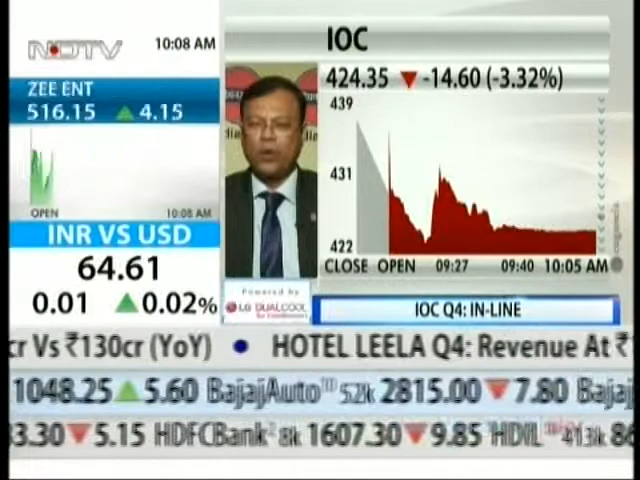 NDTV
10:08 AM
ZEE ENT
516.15 ▲ 4.15
OPEN 10:08 AM
INR VS USD
64.61
0.01 ▲0.02%
IOC
424.35 ▼ -14.60 (-3.32%)
439
431
422
CLOSE OPEN 09:27 09:40 10:05 AM
Powered by
LG DUALCOOL
IOC Q4: IN-LINE
cr Vs ₹130cr (YoY) • HOTEL LEELA Q4: Revenue At ₹
1048.25 ▲ 5.60 BajajAuto 5.2k 2815.00 ▼ 7.80 Bajaj
3.30 ▼ 5.15 HDFCBank 8k 1607.30 ▼ 9.85 HDIL 413k 86